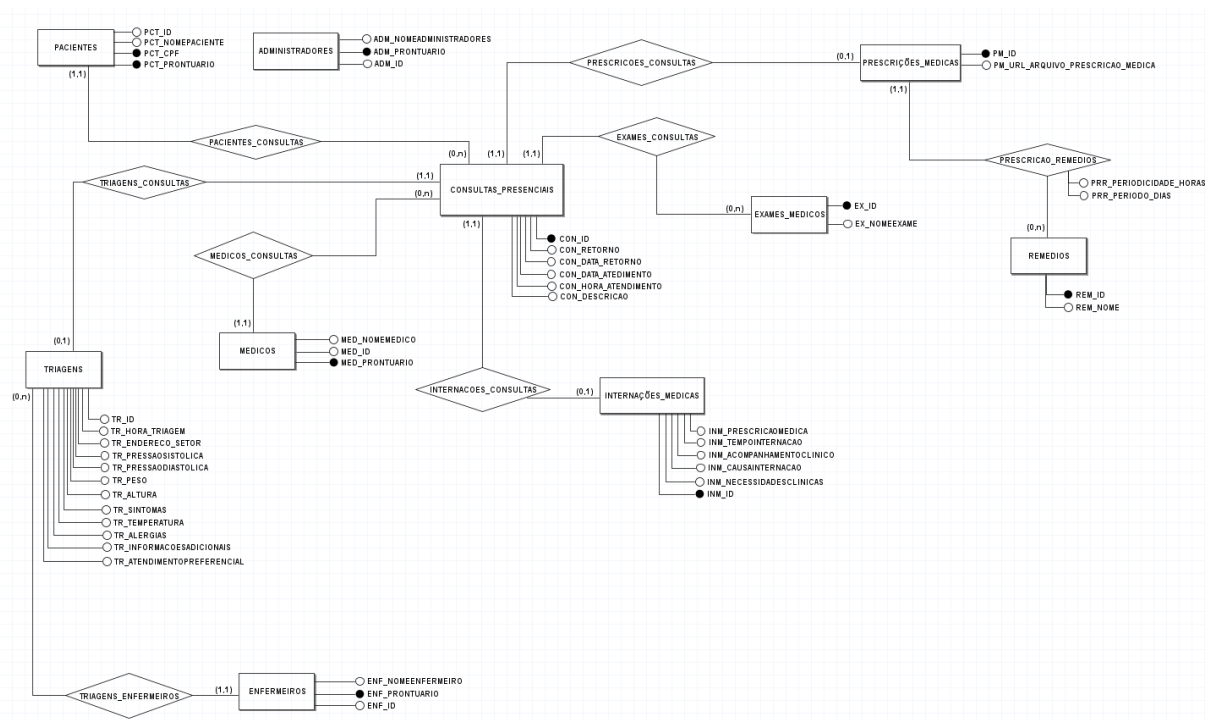 PACIENTES
PCT_ID
PCT_NOMEPACIENTE
PCT_CPF
PCT_PRONTUARIO
(1,1)
ADMINISTRADORES
ADM_NOMEADMINISTRADORES
ADM_PRONTUARIO
ADM_ID
PRESCRICOES_CONSULTAS
(0,1)
PRESCRIÇÕES_MEDICAS
PM_ID
PM_URL_ARQUIVO_PRESCRICAO_MEDICA
(1,1)
PACIENTES_CONSULTAS
(0,n)
(1,1)
(1,1)
EXAMES_CONSULTAS
PRESCRICAO_REMEDIOS
PRR_PERIODICIDADE_HORAS
PRR_PERIODO_DIAS
TRIAGENS_CONSULTAS
(1,1)
(0,n)
CONSULTAS_PRESENCIAIS
(1,1)
(0,n)
EXAMES_MEDICOS
EX_ID
EX_NOMEEXAME
(0,n)
REMEDIOS
REM_ID
REM_NOME
CON_ID
CON_RETORNO
CON_DATA_RETORNO
CON_DATA_ATEDIMENTO
CON_HORA_ATENDIMENTO
CON_DESCRICAO
MEDICOS_CONSULTAS
(1,1)
MEDICOS
MED_NOMEMEDICO
MED_ID
MED_PRONTUARIO
(0,1)
TRIAGENS
(0,n)
INTERNACOES_CONSULTAS
(0,1)
INTERNAÇÕES_MEDICAS
INM_PRESCRICAOMEDICA
INM_TEMPOINTERNACAO
INM_ACOMPANHAMENTOCLINICO
INM_CAUSAINTERNACAO
INM_NECESSIDADESCLINICAS
INM_ID
TR_ID
TR_HORA_TRIAGEM
TR_ENDERECO_SETOR
TR_PRESSAOSISTOLICA
TR_PRESSAODIASTOLICA
TR_PESO
TR_ALTURA
TR_SINTOMAS
TR_TEMPERATURA
TR_ALERGIAS
TR_INFORMACOESADICIONAIS
TR_ATENDIMENTOPREFERENCIAL
TRIAGENS_ENFERMEIROS
(1,1)
ENFERMEIROS
ENF_NOMEENFERMEIRO
ENF_PRONTUARIO
ENF_ID